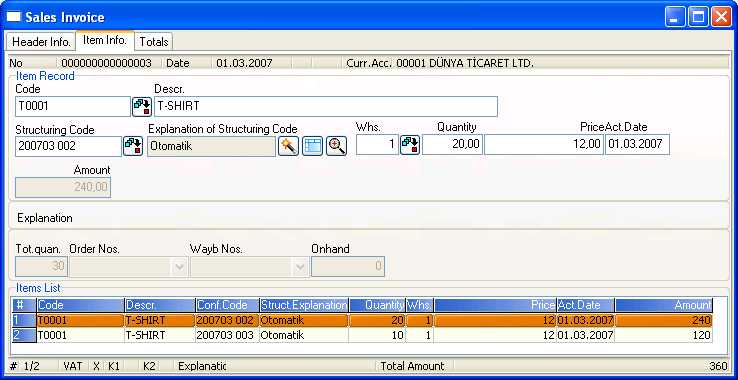 Sales Invoice
Header Info. Item Info. Totals
No 000000000000003 Date 01.03.2007 Curr.Acc. 00001 DÜNYA TİCARET LTD.
Item Record
Code Descr.
T0001 T-SHIRT
Structuring Code Explanation of Structuring Code Whs. Quantity PriceAct.Date
200703 002 Otomatik 1 20,00 12,00 01.03.2007
Amount
240,00
Explanation
Tot.quan. Order Nos. Wayb Nos. Onhand
30 0
Items List
# Code Descr. Conf.Code Struct.Explanation Quantity Whs. Price Act.Date Amount
1 T0001 T-SHIRT 200703 002 Otomatik 20 1 12 01.03.2007 240
2 T0001 T-SHIRT 200703 003 Otomatik 10 1 12 01.03.2007 120
# 1/2 VAT X K1 K2 Explanatic Total Amount 360